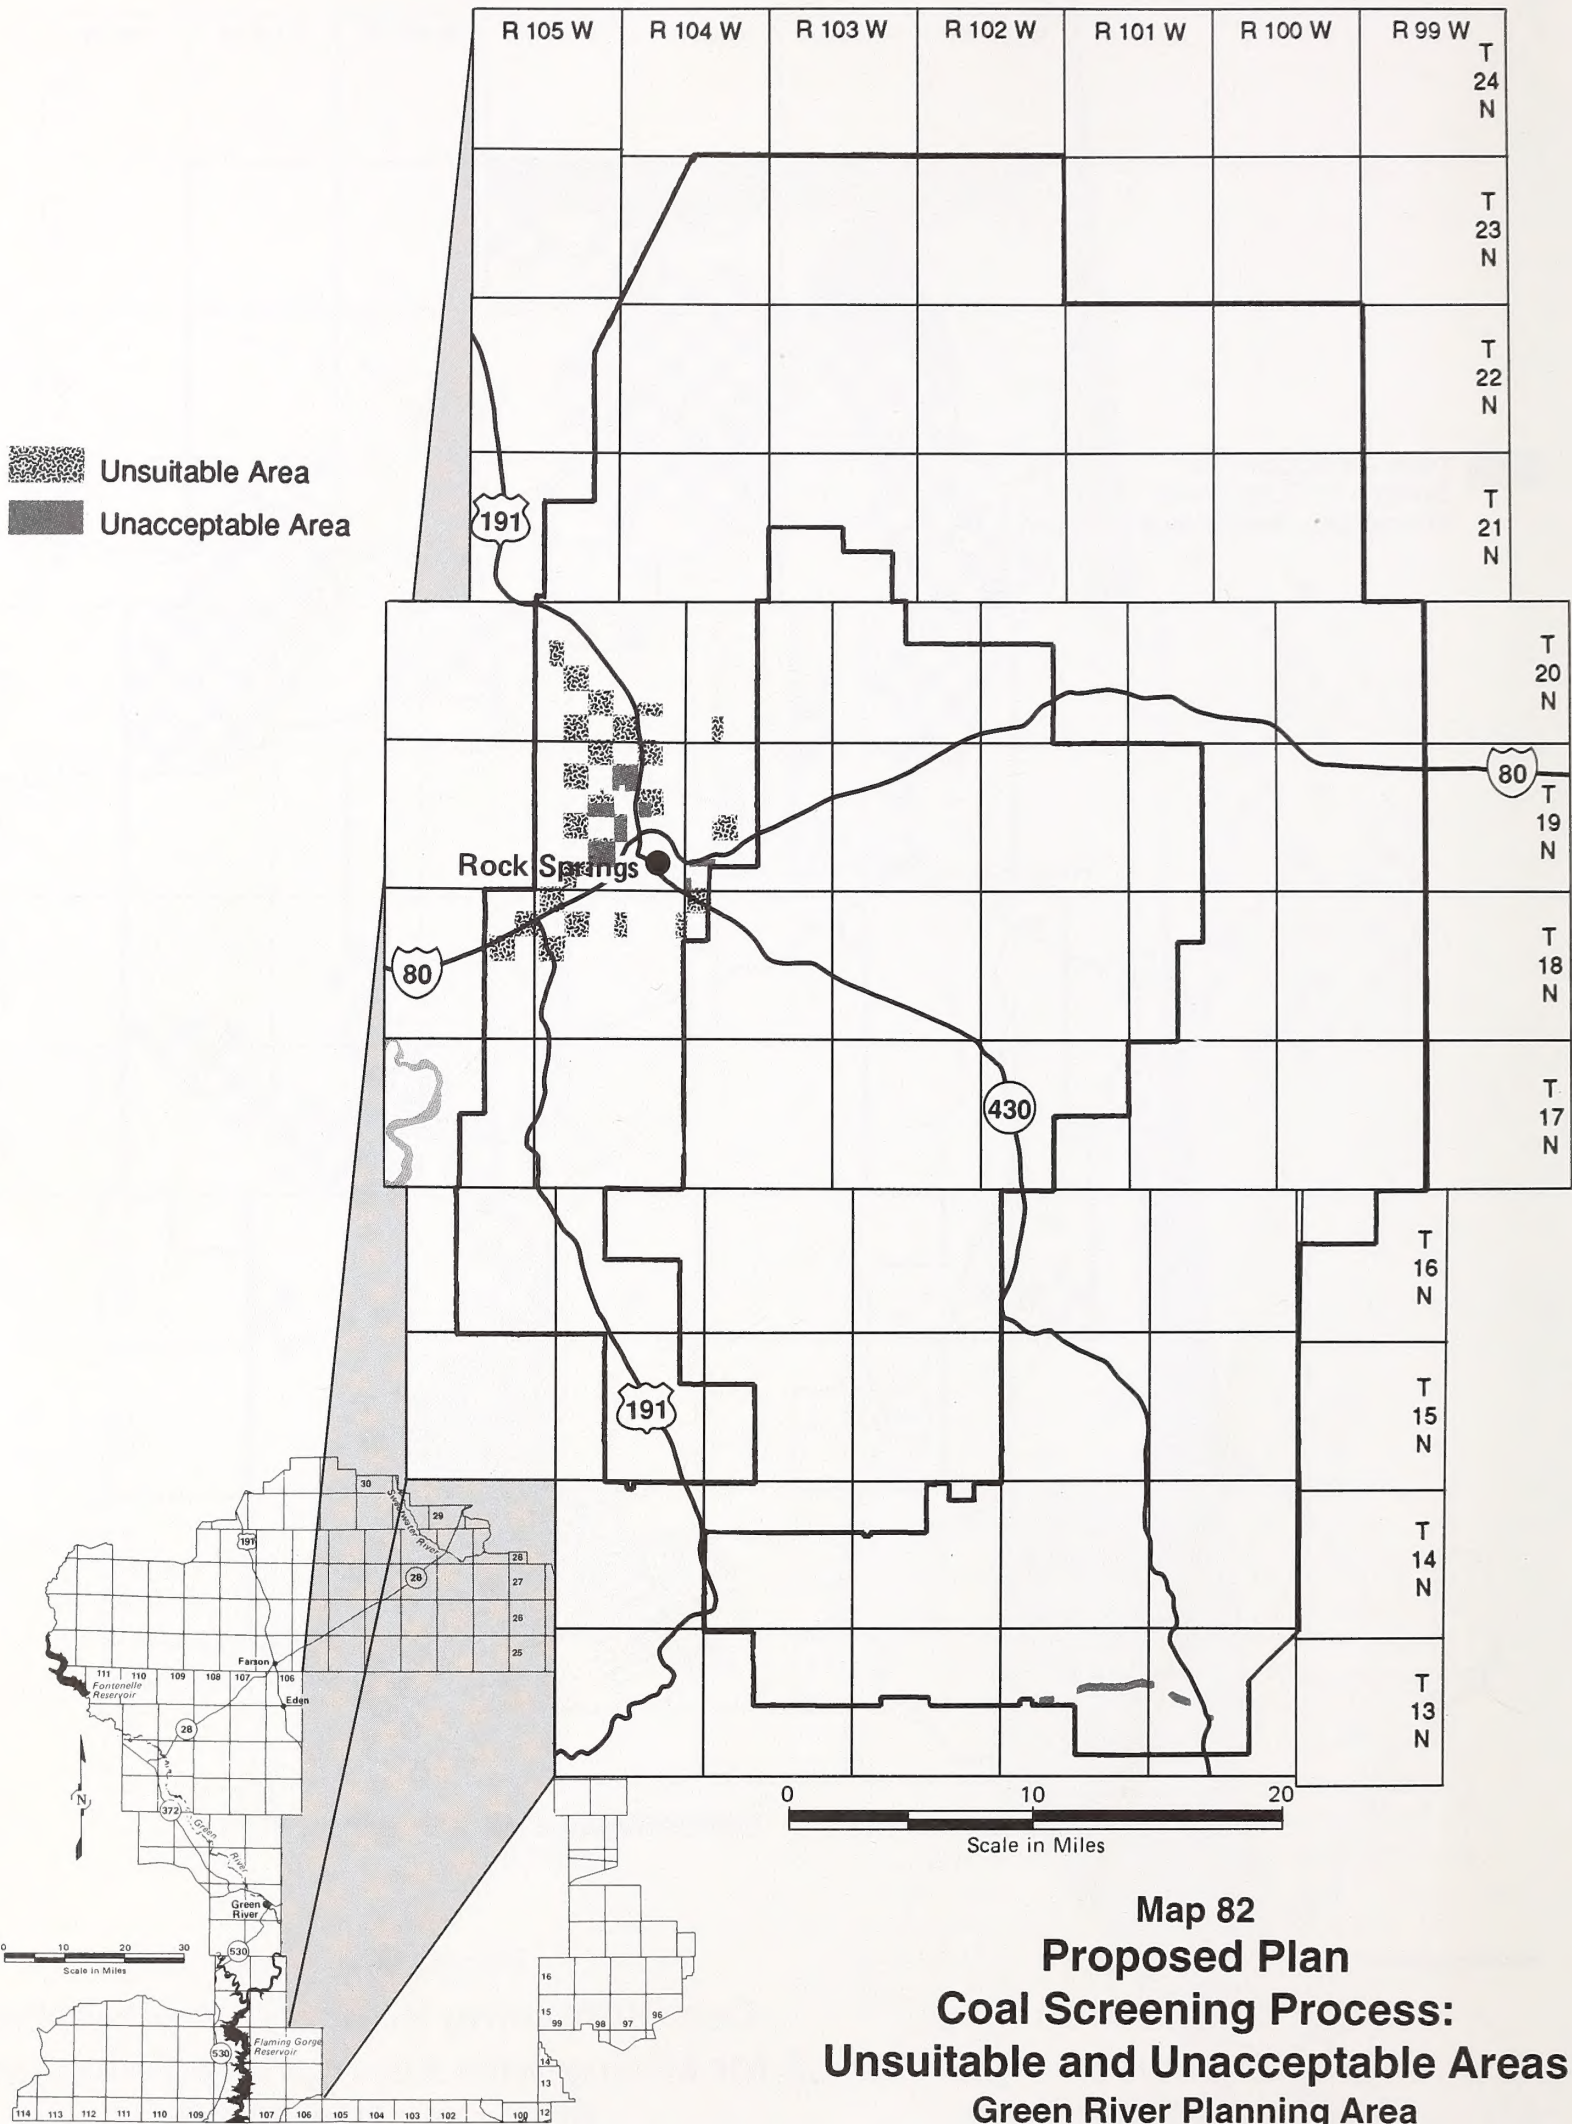 R 105 W R 104 W R 103 W R 102 W R 101 W R 100 W R 99 W
T
24
N
T
23
N
T
22
N
Unsuitable Area
Unacceptable Area
191
T
21
N
T
20
N
80
T
19
N
Rock Springs
80
T
18
N
430
T
17
N
T
16
N
191
T
15
N
T
14
N
T
13
N
0 10 20
Scale in Miles
30
Sweetwater River
29
191
28
28
27
26
25
Farson
111 110 109 108 107 106
Fontenelle
Reservoir
Eden
28
N
372
Green
River
Green
River
530
0 10 20 30
Scale in Miles
16
15
99 98 97 96
Flaming Gorge
Reservoir
530
14
13
12
114 113 112 111 110 109 107 106 105 104 103 102 100
Map 82
Proposed Plan
Coal Screening Process:
Unsuitable and Unacceptable Areas
Green River Planning Area